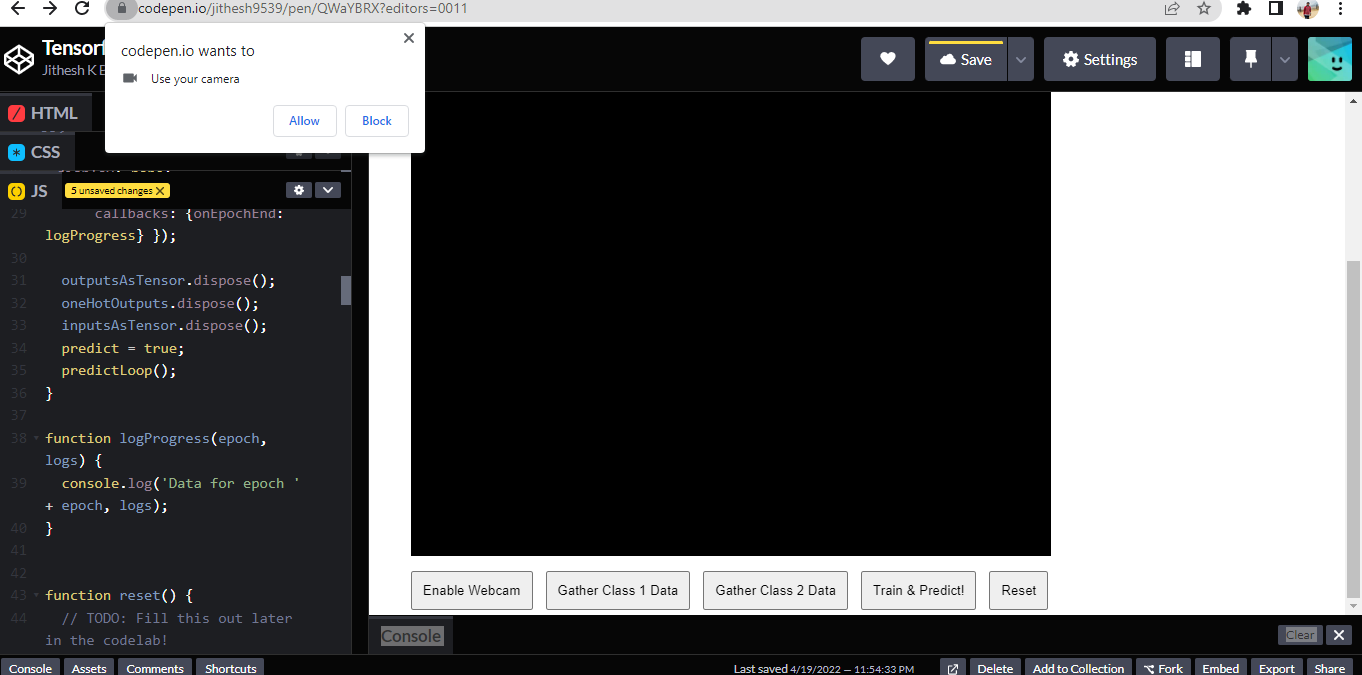 codepen.io/jithesh9539/pen/QWaYBRX?editors=0011
codepen.io wants to
Use your camera
Allow
Block
Tensorf
Jithesh K E
Save
Settings
HTML
CSS
JS
5 unsaved changes
29 callbacks: {onEpochEnd:
logProgress} });
30
31 outputsAsTensor.dispose();
32 oneHotOutputs.dispose();
33 inputsAsTensor.dispose();
34 predict = true;
35 predictLoop();
36 }
37
38 function logProgress(epoch,
logs) {
39 console.log('Data for epoch '
+ epoch, logs);
40 }
41
42
43 function reset() {
44 // TODO: Fill this out later
in the codelab!
Enable Webcam
Gather Class 1 Data
Gather Class 2 Data
Train & Predict!
Reset
Console
Clear
Console
Assets
Comments
Shortcuts
Last saved 4/19/2022 — 11:54:33 PM
Delete
Add to Collection
Fork
Embed
Export
Share